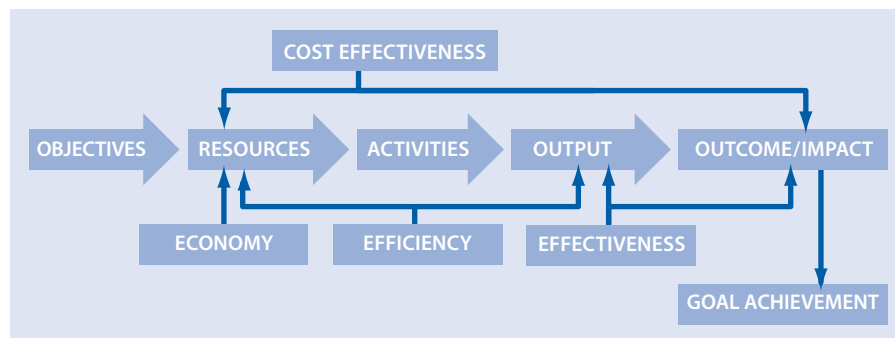 COST EFFECTIVENESS
OBJECTIVES
RESOURCES
ACTIVITIES
OUTPUT
OUTCOME/IMPACT
ECONOMY
EFFICIENCY
EFFECTIVENESS
GOAL ACHIEVEMENT